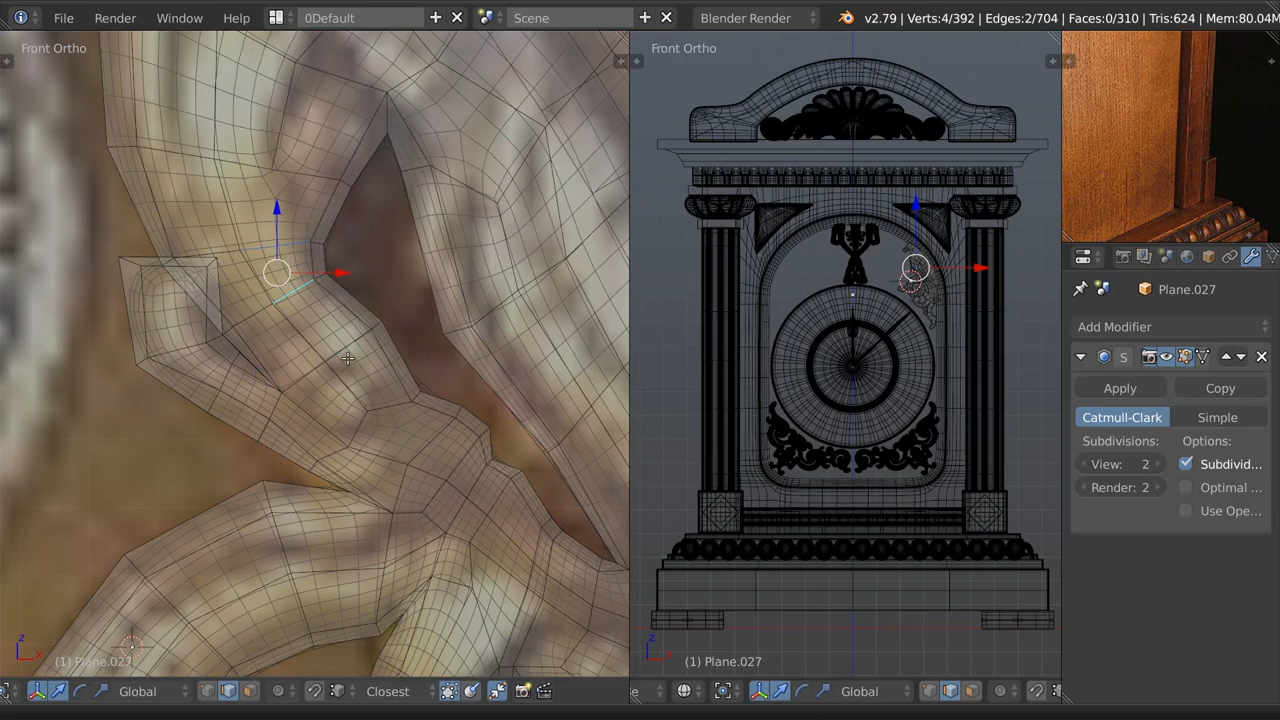 File Render Window Help 0Default Scene Blender Render v2.79 | Verts:4/392 | Edges:2/704 | Faces:0/310 | Tris:624 | Mem:80.04M
Front Ortho
Front Ortho
Plane.027
Add Modifier
S
Apply Copy
Catmull-Clark Simple
Subdivisions: Options:
View: 2 Subdivid...
Render: 2 Optimal ...
Use Ope...
z
x
(1) Plane.027
z
x
(1) Plane.027
Global Closest
e Global